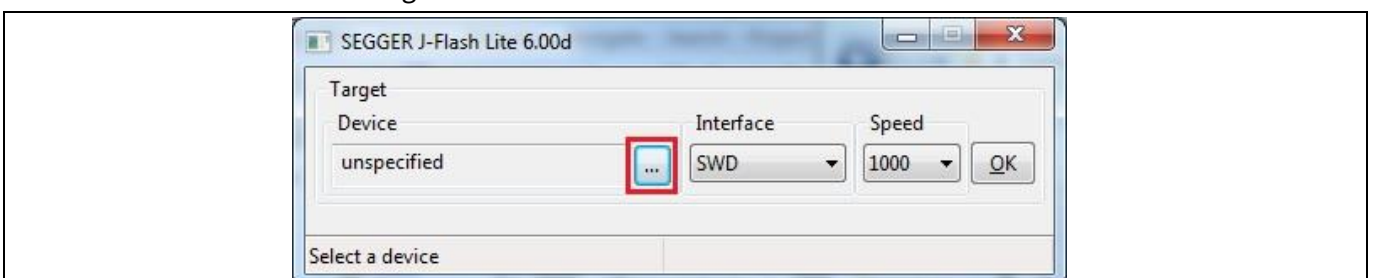 SEGGER J-Flash Lite 6.00d
Target
Device Interface Speed
unspecified ... SWD 1000 OK
Select a device